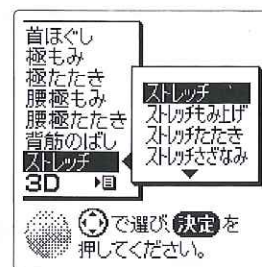 首ほぐし
極もみ
極たたき
腰極もみ
腰極たたき
背筋のばし
ストレッチ
3D
ストレッチ
ストレッチもみ上げ
ストレッチたたき
ストレッチさざなみ
で選び、決定を
押してください。